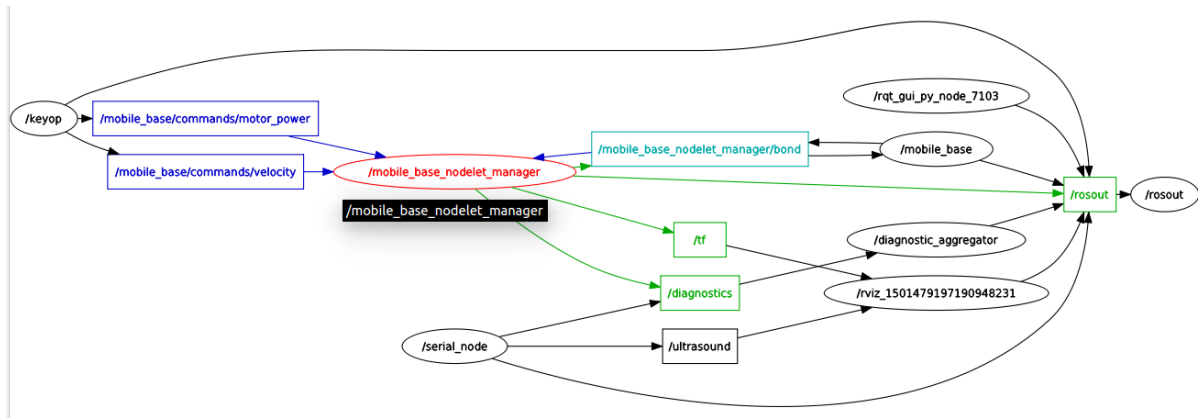 /keyop
/mobile_base/commands/motor_power
/mobile_base/commands/velocity
/mobile_base_nodelet_manager
/mobile_base_nodelet_manager
/mobile_base_nodelet_manager/bond
/rqt_gui_py_node_7103
/mobile_base
/rosout
/rosout
/tf
/diagnostic_aggregator
/diagnostics
/rviz_1501479197190948231
/serial_node
/ultrasound